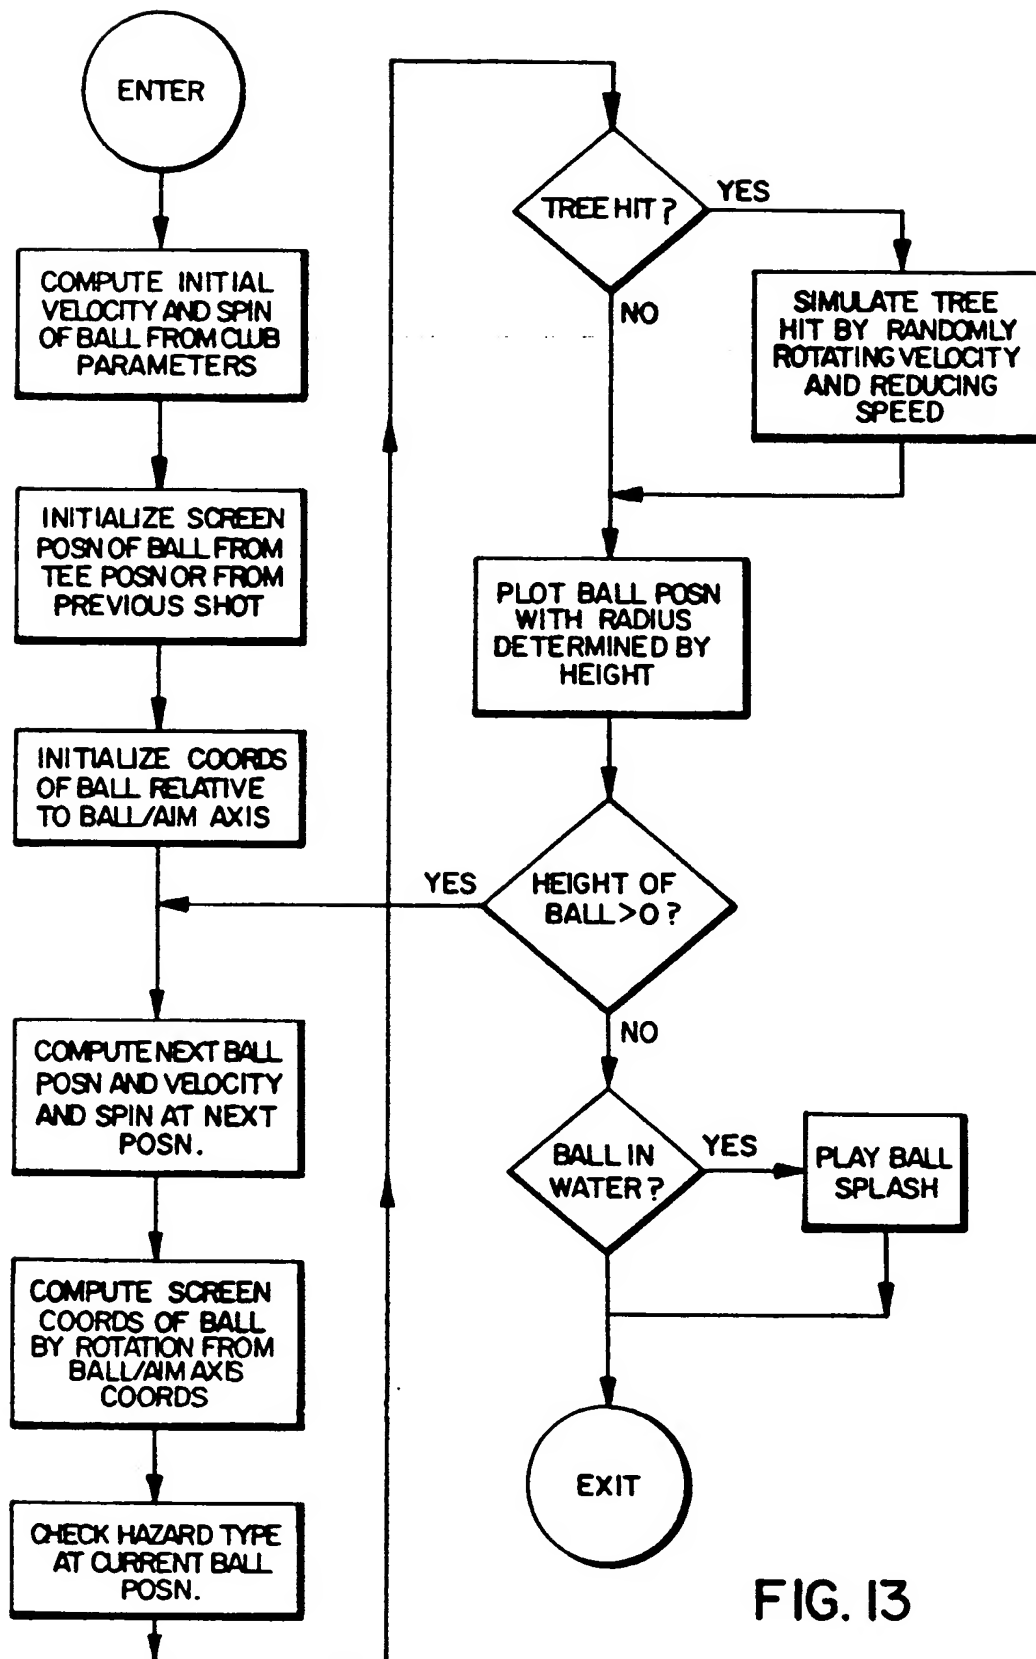 ENTER
COMPUTE INITIAL
VELOCITY AND SPIN
OF BALL FROM CLUB
PARAMETERS
INITIALIZE SCREEN
POSN OF BALL FROM
TEE POSN OR FROM
PREVIOUS SHOT
INITIALIZE COORDS
OF BALL RELATIVE
TO BALL/AIM AXIS
COMPUTE NEXT BALL
POSN AND VELOCITY
AND SPIN AT NEXT
POSN.
COMPUTE SCREEN
COORDS OF BALL
BY ROTATION FROM
BALL/AIM AXIS
COORDS
CHECK HAZARD TYPE
AT CURRENT BALL
POSN.
TREE HIT?
YES
NO
SIMULATE TREE
HIT BY RANDOMLY
ROTATING VELOCITY
AND REDUCING
SPEED
PLOT BALL POSN
WITH RADIUS
DETERMINED BY
HEIGHT
YES
HEIGHT OF
BALL>0?
NO
BALL IN
WATER?
YES
PLAY BALL
SPLASH
EXIT
FIG. 13